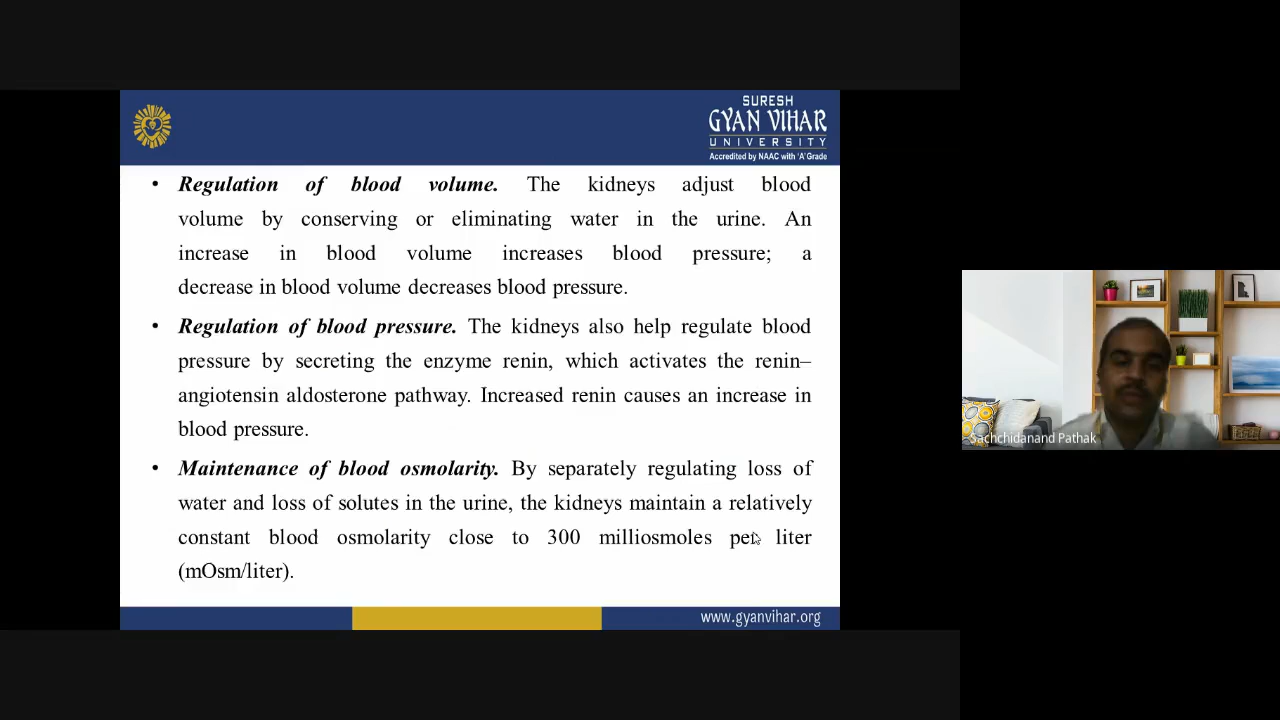 SURESH
GYAN VIHAR
UNIVERSITY
Accredited by NAAC with 'A' Grade
• Regulation of blood volume. The kidneys adjust blood
volume by conserving or eliminating water in the urine. An
increase in blood volume increases blood pressure; a
decrease in blood volume decreases blood pressure.
• Regulation of blood pressure. The kidneys also help regulate blood
pressure by secreting the enzyme renin, which activates the renin–
angiotensin aldosterone pathway. Increased renin causes an increase in
blood pressure.
• Maintenance of blood osmolarity. By separately regulating loss of
water and loss of solutes in the urine, the kidneys maintain a relatively
constant blood osmolarity close to 300 milliosmoles per liter
(mOsm/liter).
www.gyanvihar.org
Sachchidanand Pathak